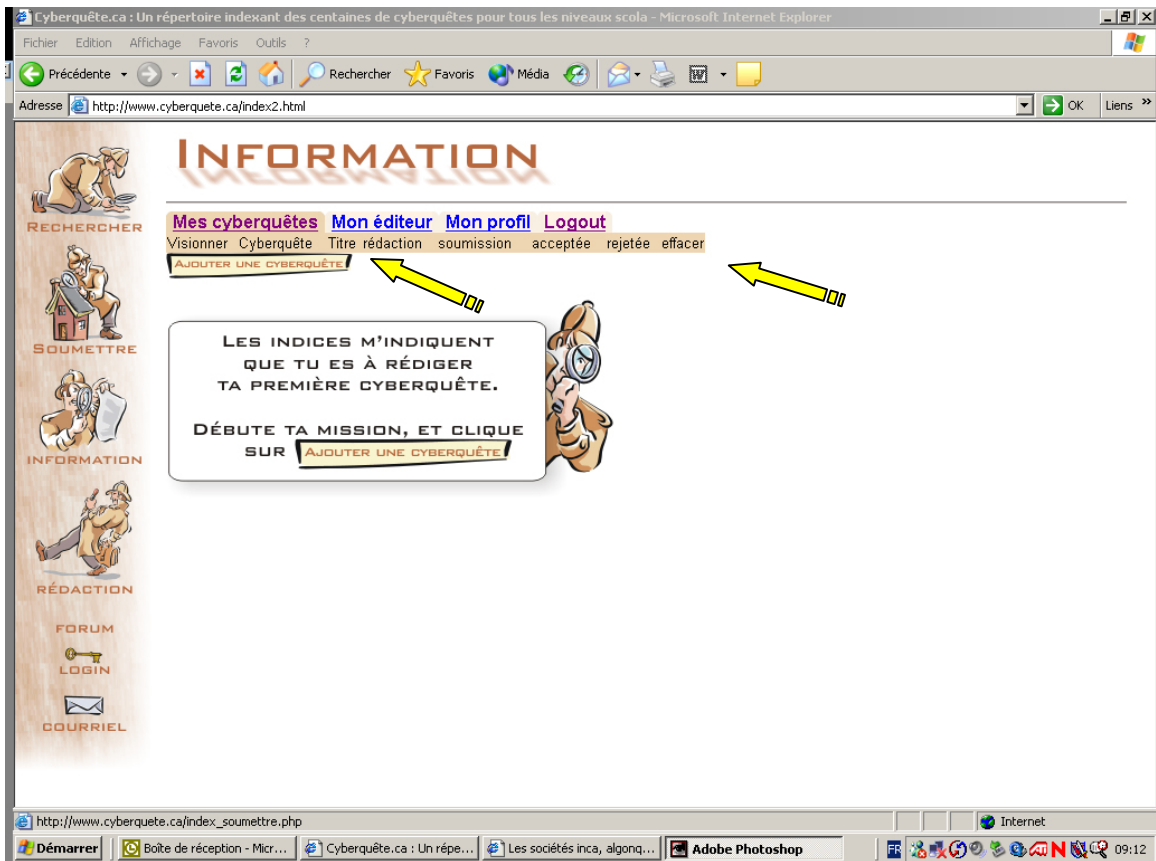 Cyberquête.ca : Un répertoire indexant des centaines de cyberquêtes pour tous les niveaux scola - Microsoft Internet Explorer
Fichier Edition Affichage Favoris Outils ?
Précédente Rechercher Favoris Média
Adresse http://www.cyberquete.ca/index2.html OK Liens »
INFORMATION
Mes cyberquêtes Mon éditeur Mon profil Logout
Visionner Cyberquête Titre rédaction soumission acceptée rejetée effacer
AJOUTER UNE CYBERQUÊTE
RECHERCHER
SOUMETTRE
INFORMATION
RÉDACTION
FORUM
LOGIN
COURRIEL
LES INDICES M'INDIQUENT
QUE TU ES À RÉDIGER
TA PREMIÈRE CYBERQUÊTE.
DÉBUTE TA MISSION, ET CLIQUE
SUR AJOUTER UNE CYBERQUÊTE
http://www.cyberquete.ca/index_soumettre.php Internet
Démarrer Boîte de réception - Micr... Cyberquête.ca : Un répe... Les sociétés inca, algonq... Adobe Photoshop FR 09:12